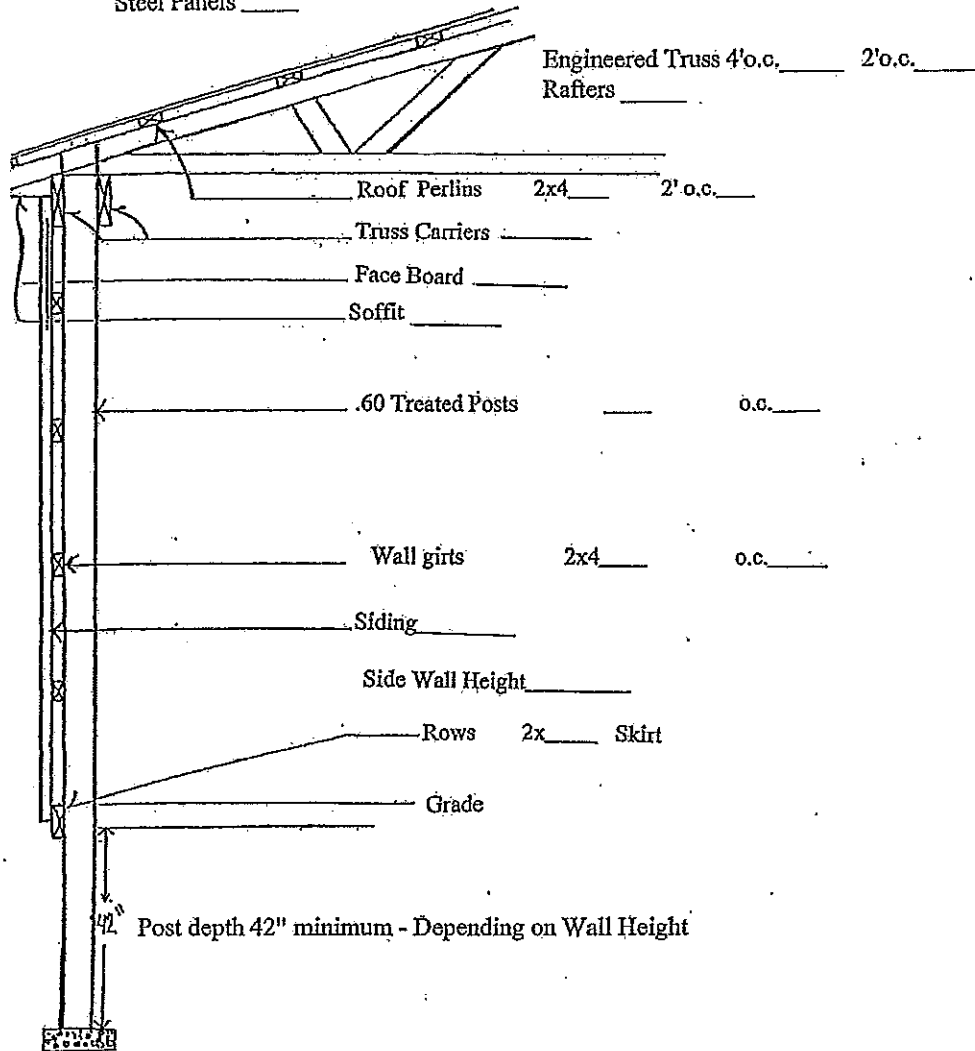 Steel Panels ____
Engineered Truss 4'o.c.____ 2'o.c.____
Rafters ____
Roof Perlins 2x4____ 2' o.c.____
Truss Carriers ____
Face Board ____
Soffit ____
.60 Treated Posts ____ o.c.____
Wall girts 2x4____ o.c.____
Siding____
Side Wall Height____
Rows 2x____ Skirt
Grade
42" Post depth 42" minimum - Depending on Wall Height